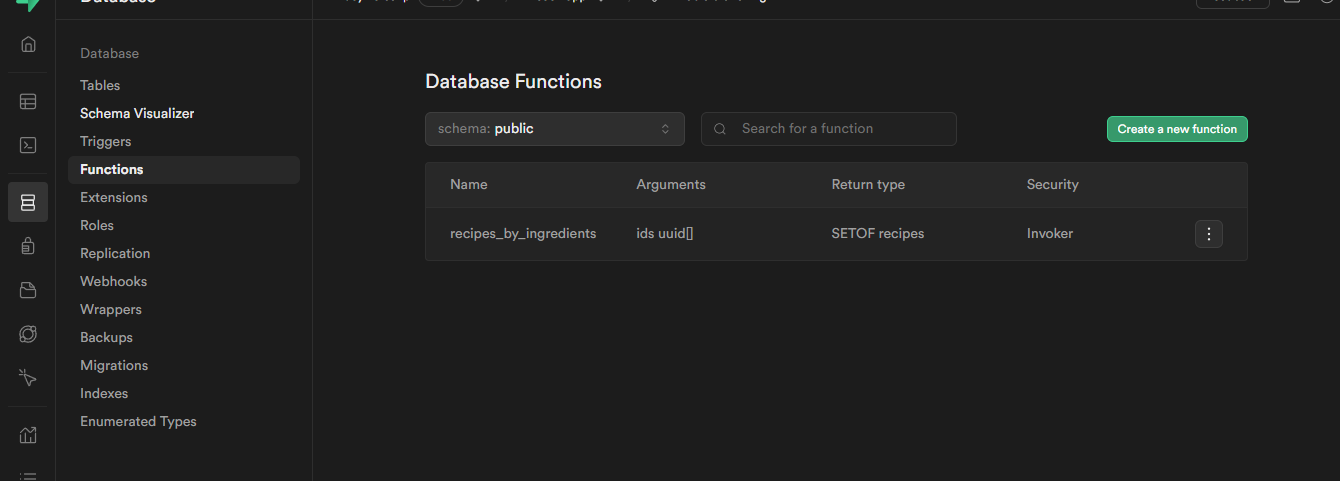 Database
Database
Tables
Schema Visualizer
Triggers
Functions
Extensions
Roles
Replication
Webhooks
Wrappers
Backups
Migrations
Indexes
Enumerated Types
Database Functions
schema: public
Search for a function
Create a new function
Name Arguments Return type Security
recipes_by_ingredients ids uuid[] SETOF recipes Invoker